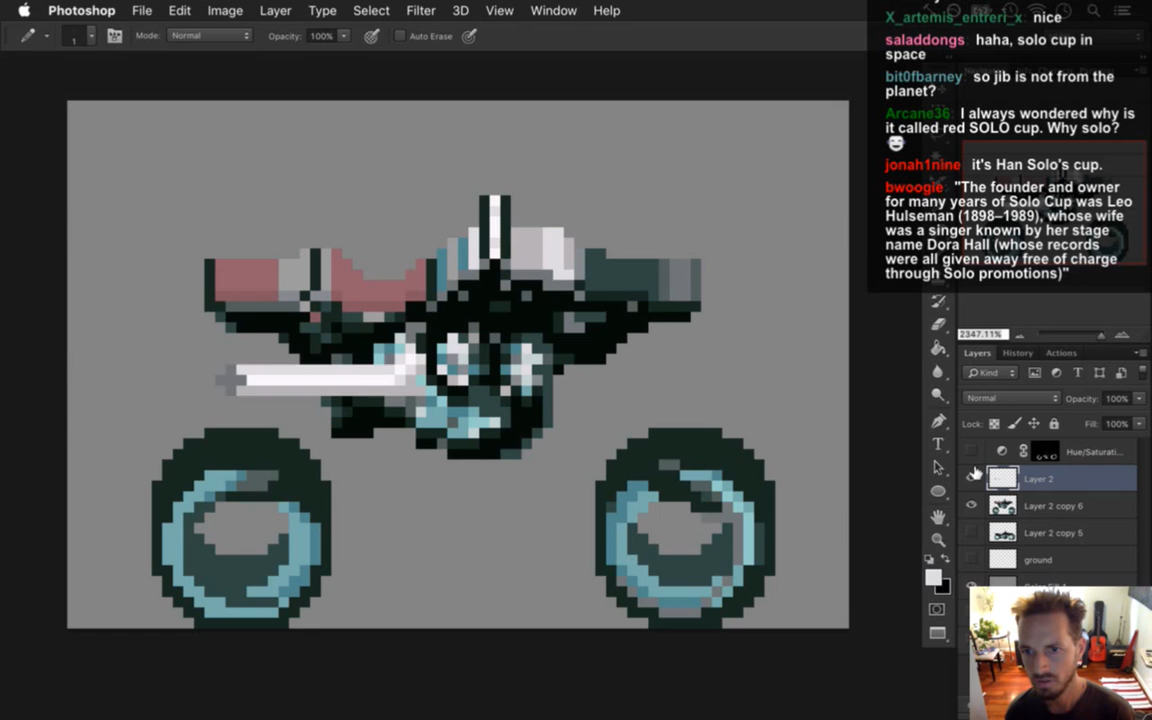 Photoshop File Edit Image Layer Type Select Filter 3D View Window Help
1 Mode: Normal Opacity: 100% Auto Erase
X_artemis_entreri_x: nice
saladdongs haha, solo cup in
space
bit0fbarney so jib is not from the
planet?
Arcane36 I always wondered why is
it called red SOLO cup. Why solo?
jonah1nine it's Han Solo's cup.
bwoogie "The founder and owner
for many years of Solo Cup was Leo
Hulseman (1898–1989), whose wife
was a singer known by her stage
name Dora Hall (whose records
were all given away free of charge
through Solo promotions)"
2347.11%
Layers History Actions
Kind
Normal Opacity: 100%
Lock: Fill: 100%
Hue/Saturati...
Layer 2
Layer 2 copy 6
Layer 2 copy 5
ground